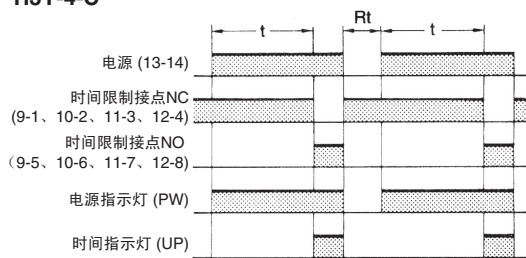 t
Rt
t
电源 (13-14)
时间限制接点NC
(9-1、10-2、11-3、12-4)
时间限制接点NO
(9-5、10-6、11-7、12-8)
电源指示灯 (PW)
时间指示灯 (UP)